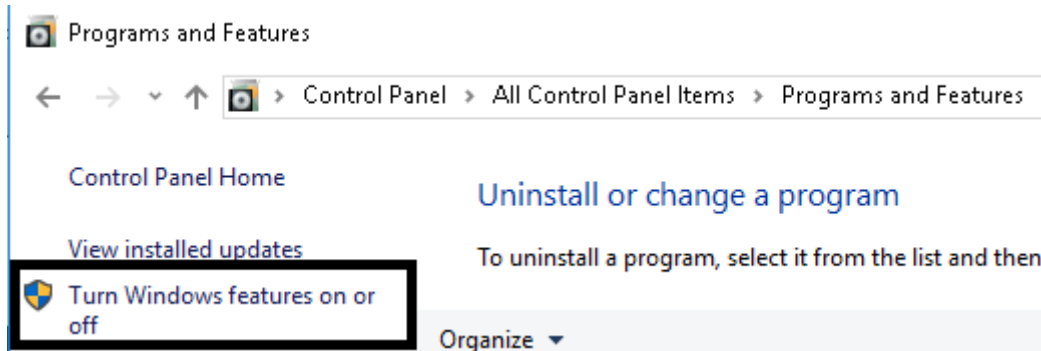 Programs and Features
Control Panel > All Control Panel Items > Programs and Features
Control Panel Home
Uninstall or change a program
View installed updates
To uninstall a program, select it from the list and then
Turn Windows features on or
off
Organize